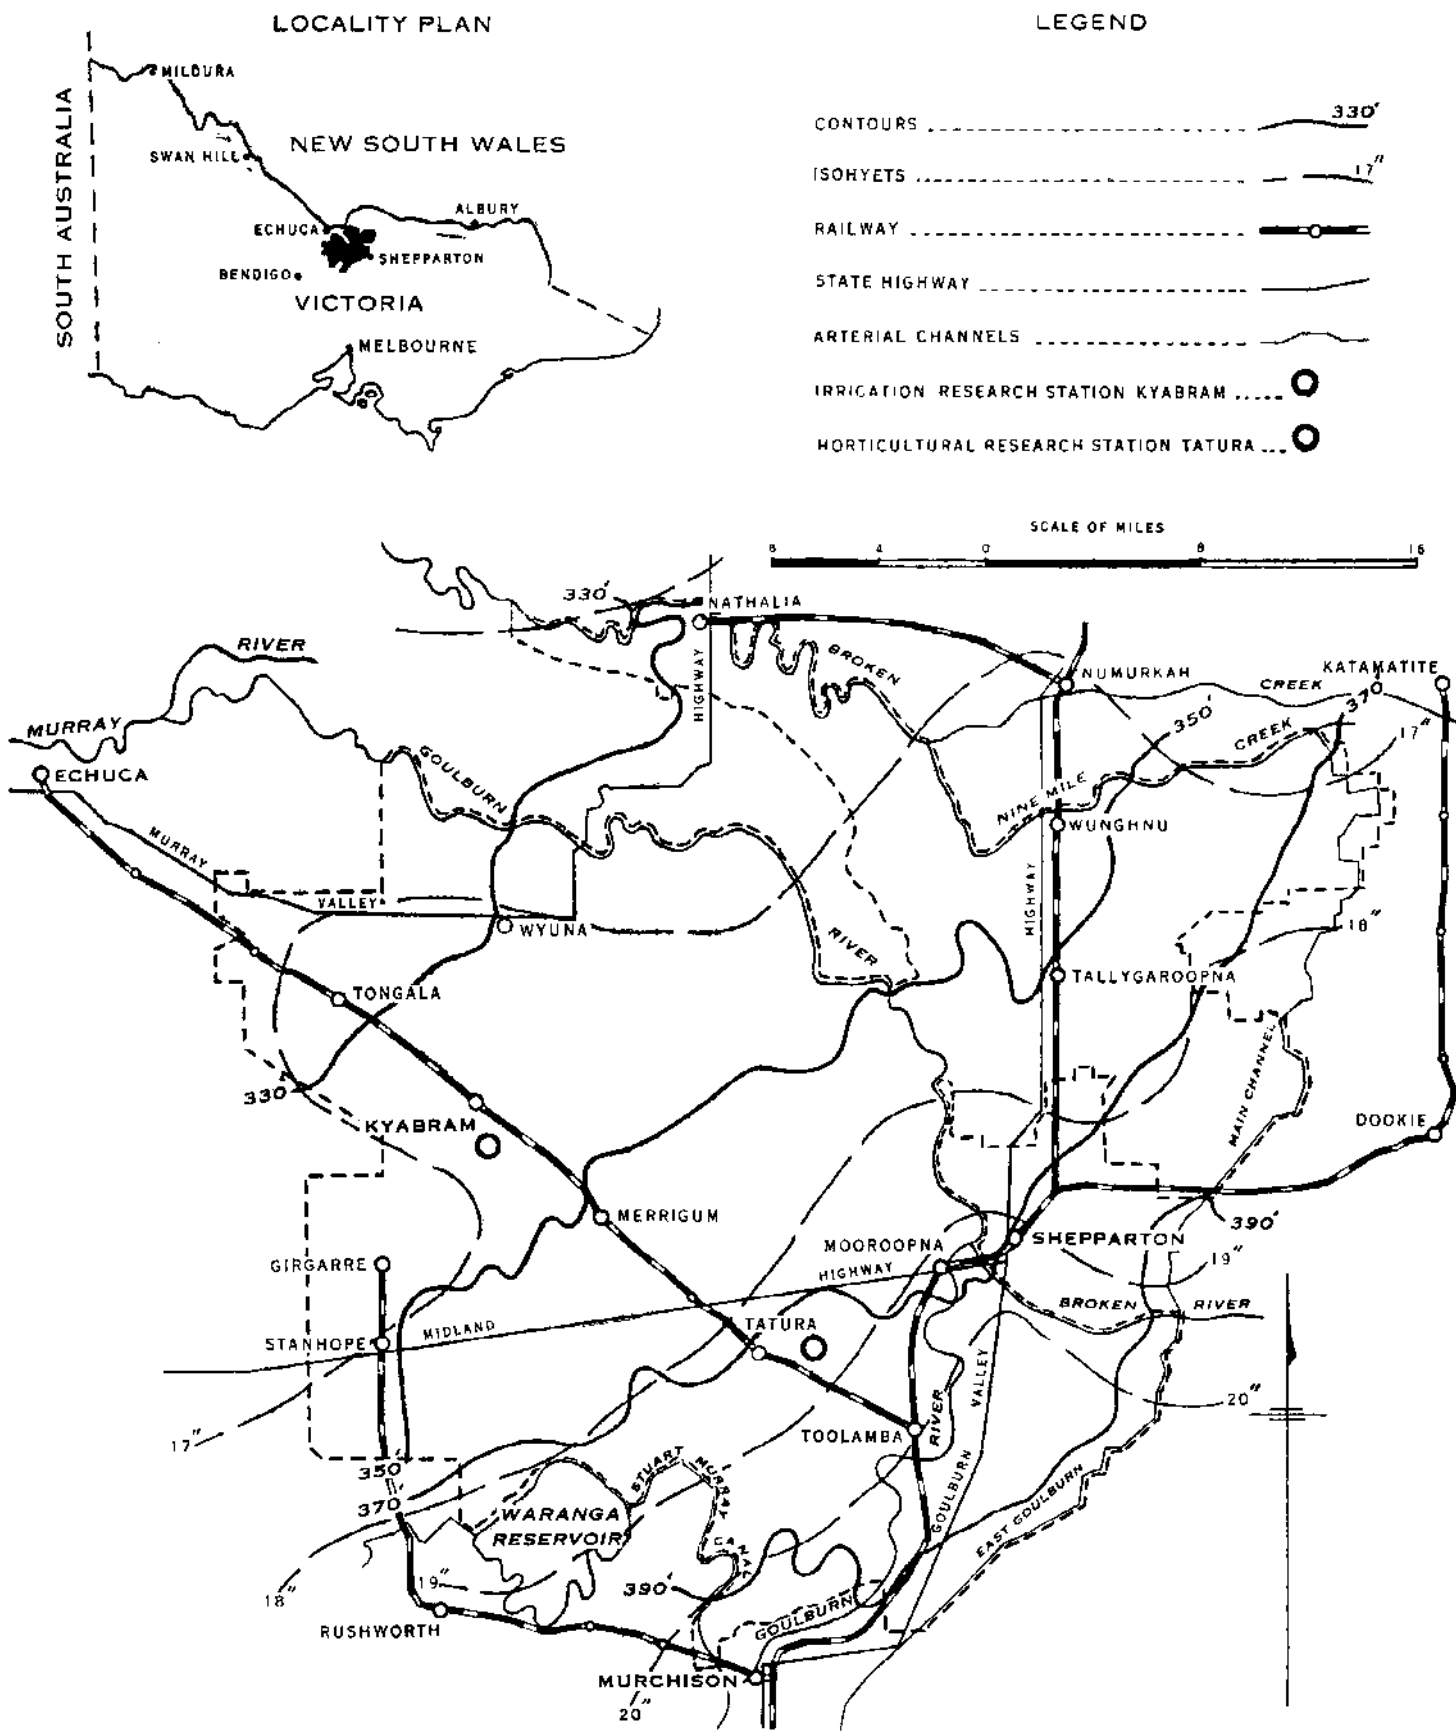 LOCALITY PLAN
MILDURA
SOUTH AUSTRALIA
NEW SOUTH WALES
SWAN HILL
ALBURY
ECHUCA
SHEPPARTON
BENDIGO
VICTORIA
MELBOURNE
LEGEND
CONTOURS 330'
ISOHYETS 17"
RAILWAY
STATE HIGHWAY
ARTERIAL CHANNELS
IRRIGATION RESEARCH STATION KYABRAM
HORTICULTURAL RESEARCH STATION TATURA
SCALE OF MILES
8 4 0 8 16
330'
NATHALIA
RIVER
BROKEN
HIGHWAY
NUMURKAH
KATAMATITE
CREEK
37
350'
17"
MURRAY
CREEK
GOULBURN
ECHUCA
NINE MILE
WUNGHNU
MURRAY
VALLEY
WYUNA
HIGHWAY
18"
RIVER
TONGALA
TALLYGAROOPNA
330'
MAIN CHANNEL
KYABRAM
DOOKIE
MERRIGUM
390'
SHEPPARTON
MOOROOPNA
GIRGARRE
HIGHWAY
19"
BROKEN RIVER
TATURA
MIDLAND
STANHOPE
VALLEY
20"
RIVER
TOOLAMBA
17"
350'
STUART MURRAY CANAL
GOULBURN
370'
WARANGA
RESERVOIR
EAST GOULBURN
390'
19"
18"
GOULBURN
RUSHWORTH
MURCHISON
20"